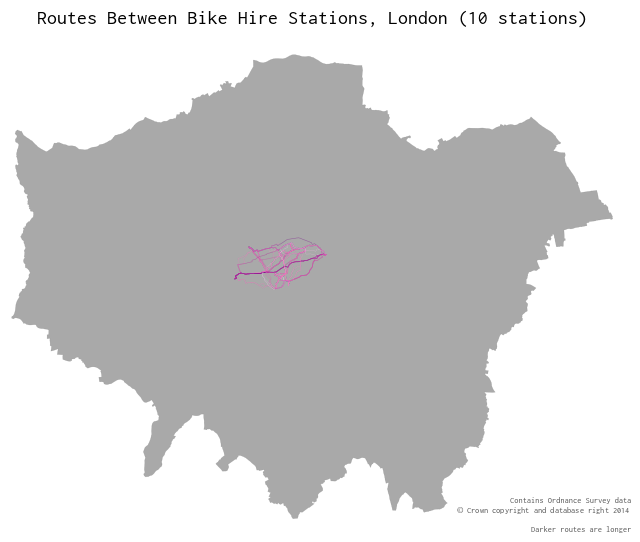 Routes Between Bike Hire Stations, London (10 stations)
Contains Ordnance Survey data
© Crown copyright and database right 2014
Darker routes are longer